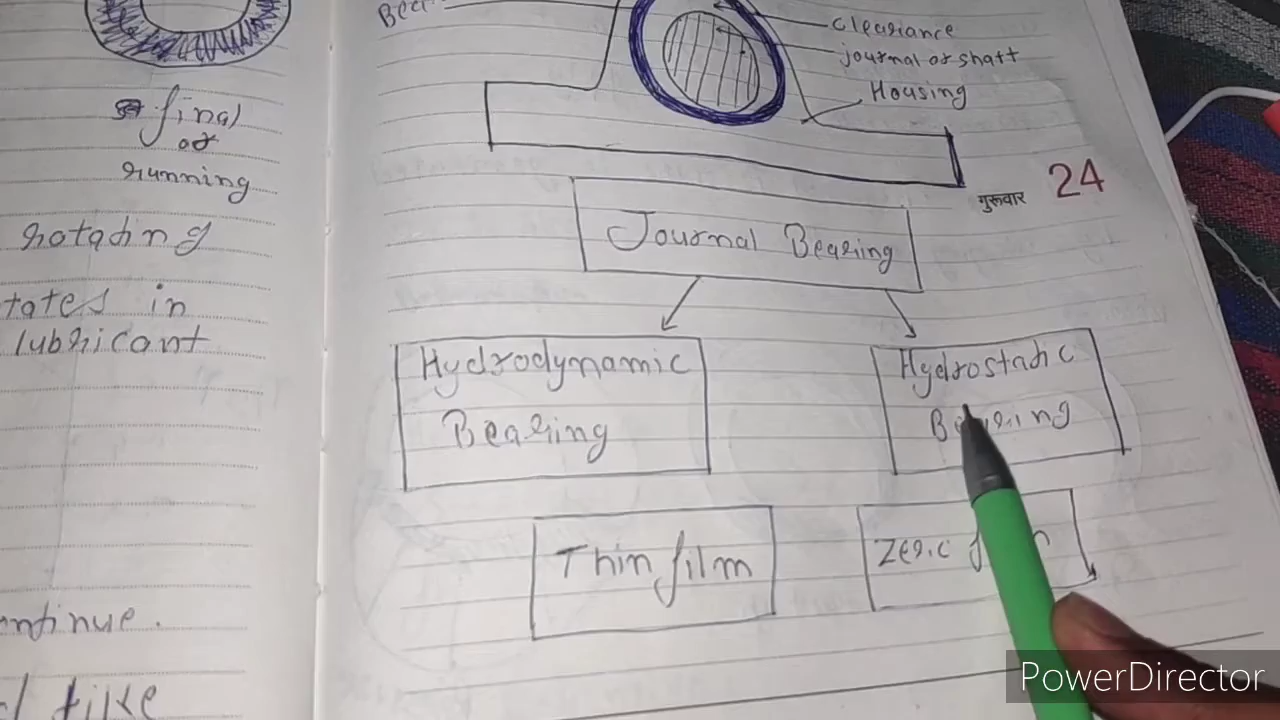 final
or
running
rotating
tates in
lubricant
ontinue.
clearance
journal or shaft
Housing
गुरूवार 24
Journal Bearing
Hydrodynamic
Bearing
Hydrostatic
Bearing
Thin film
Zero
PowerDirector